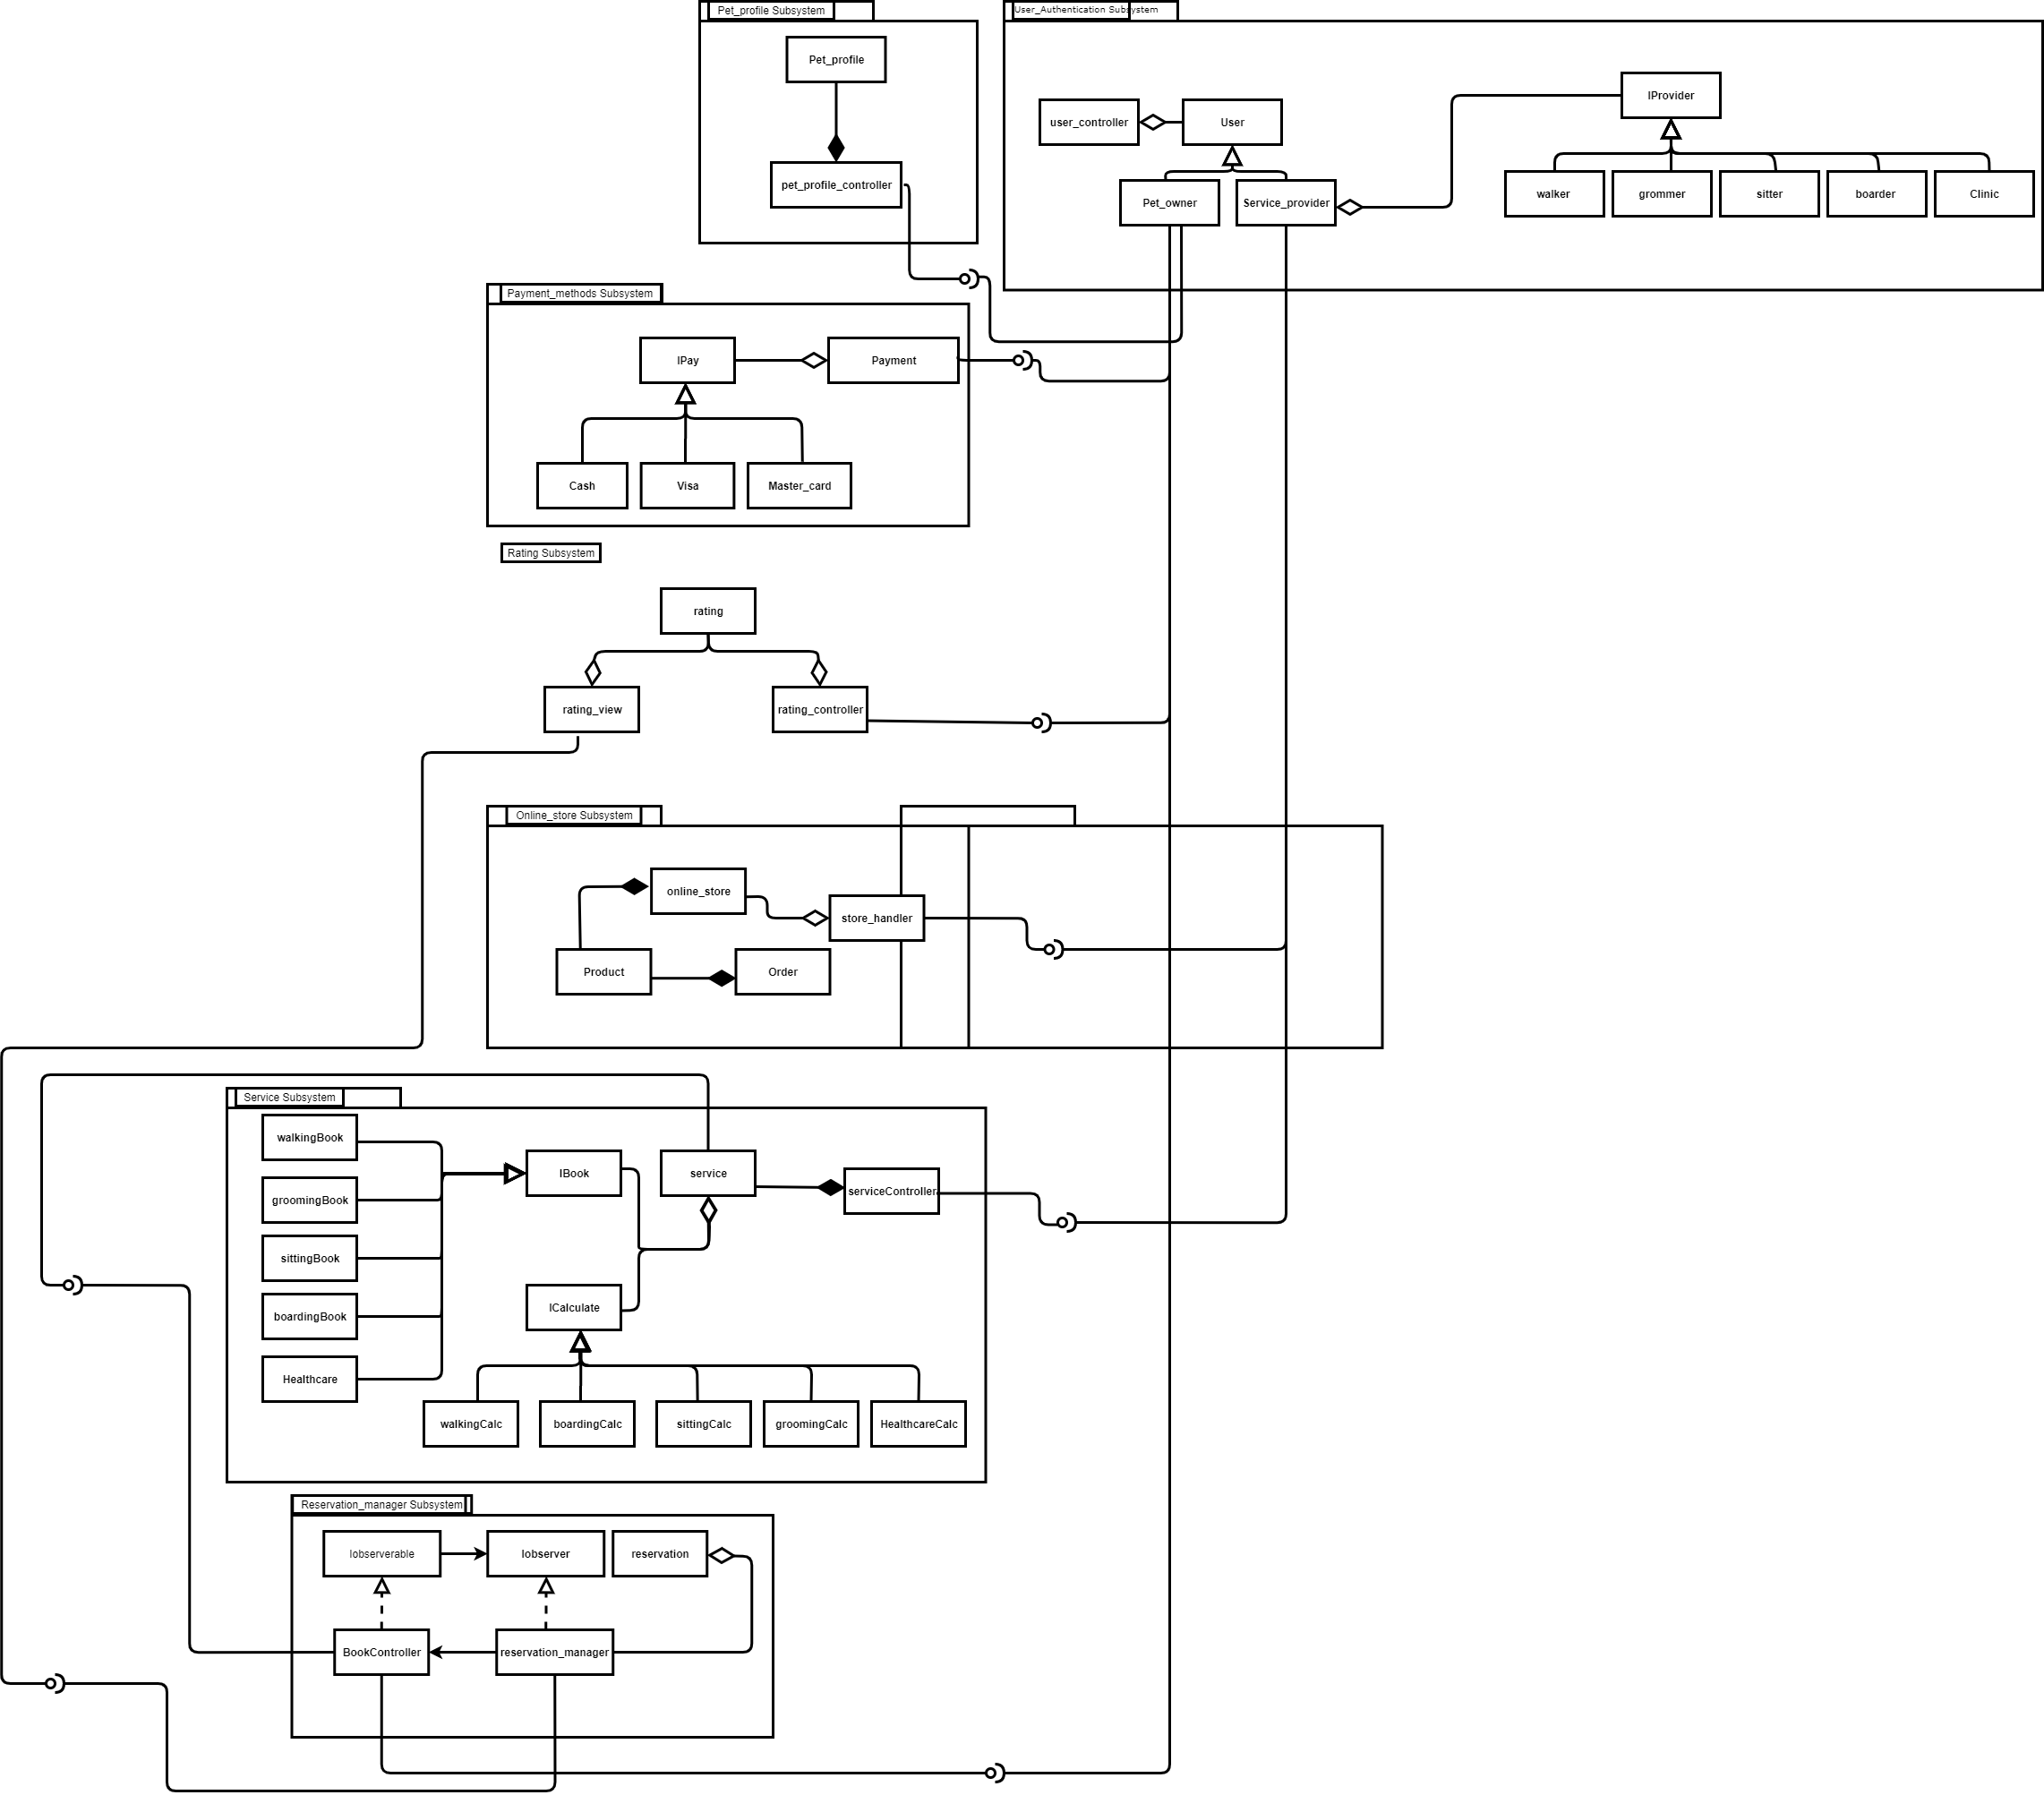 Pet_profile Subsystem
User_Authentication Subsystem
Pet_profile
IProvider
user_controller
User
pet_profile_controller
walker
grommer
sitter
boarder
Clinic
Pet_owner
Service_provider
Payment_methods Subsystem
IPay
Payment
Cash
Visa
Master_card
Rating Subsystem
rating
rating_view
rating_controller
Online_store Subsystem
online_store
store_handler
Product
Order
Service Subsystem
walkingBook
IBook
service
serviceController
groomingBook
sittingBook
ICalculate
boardingBook
Healthcare
walkingCalc
boardingCalc
sittingCalc
groomingCalc
HealthcareCalc
Reservation_manager Subsystem
Iobserverable
Iobserver
reservation
BookController
reservation_manager